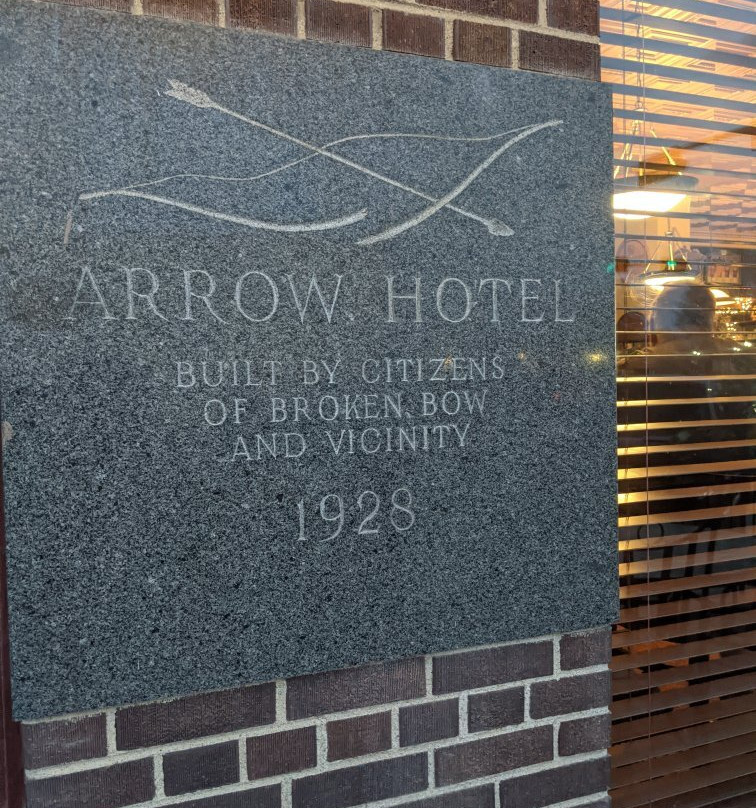 ARROW HOTEL
BUILT BY CITIZENS
OF BROKEN BOW
AND VICINITY
1928